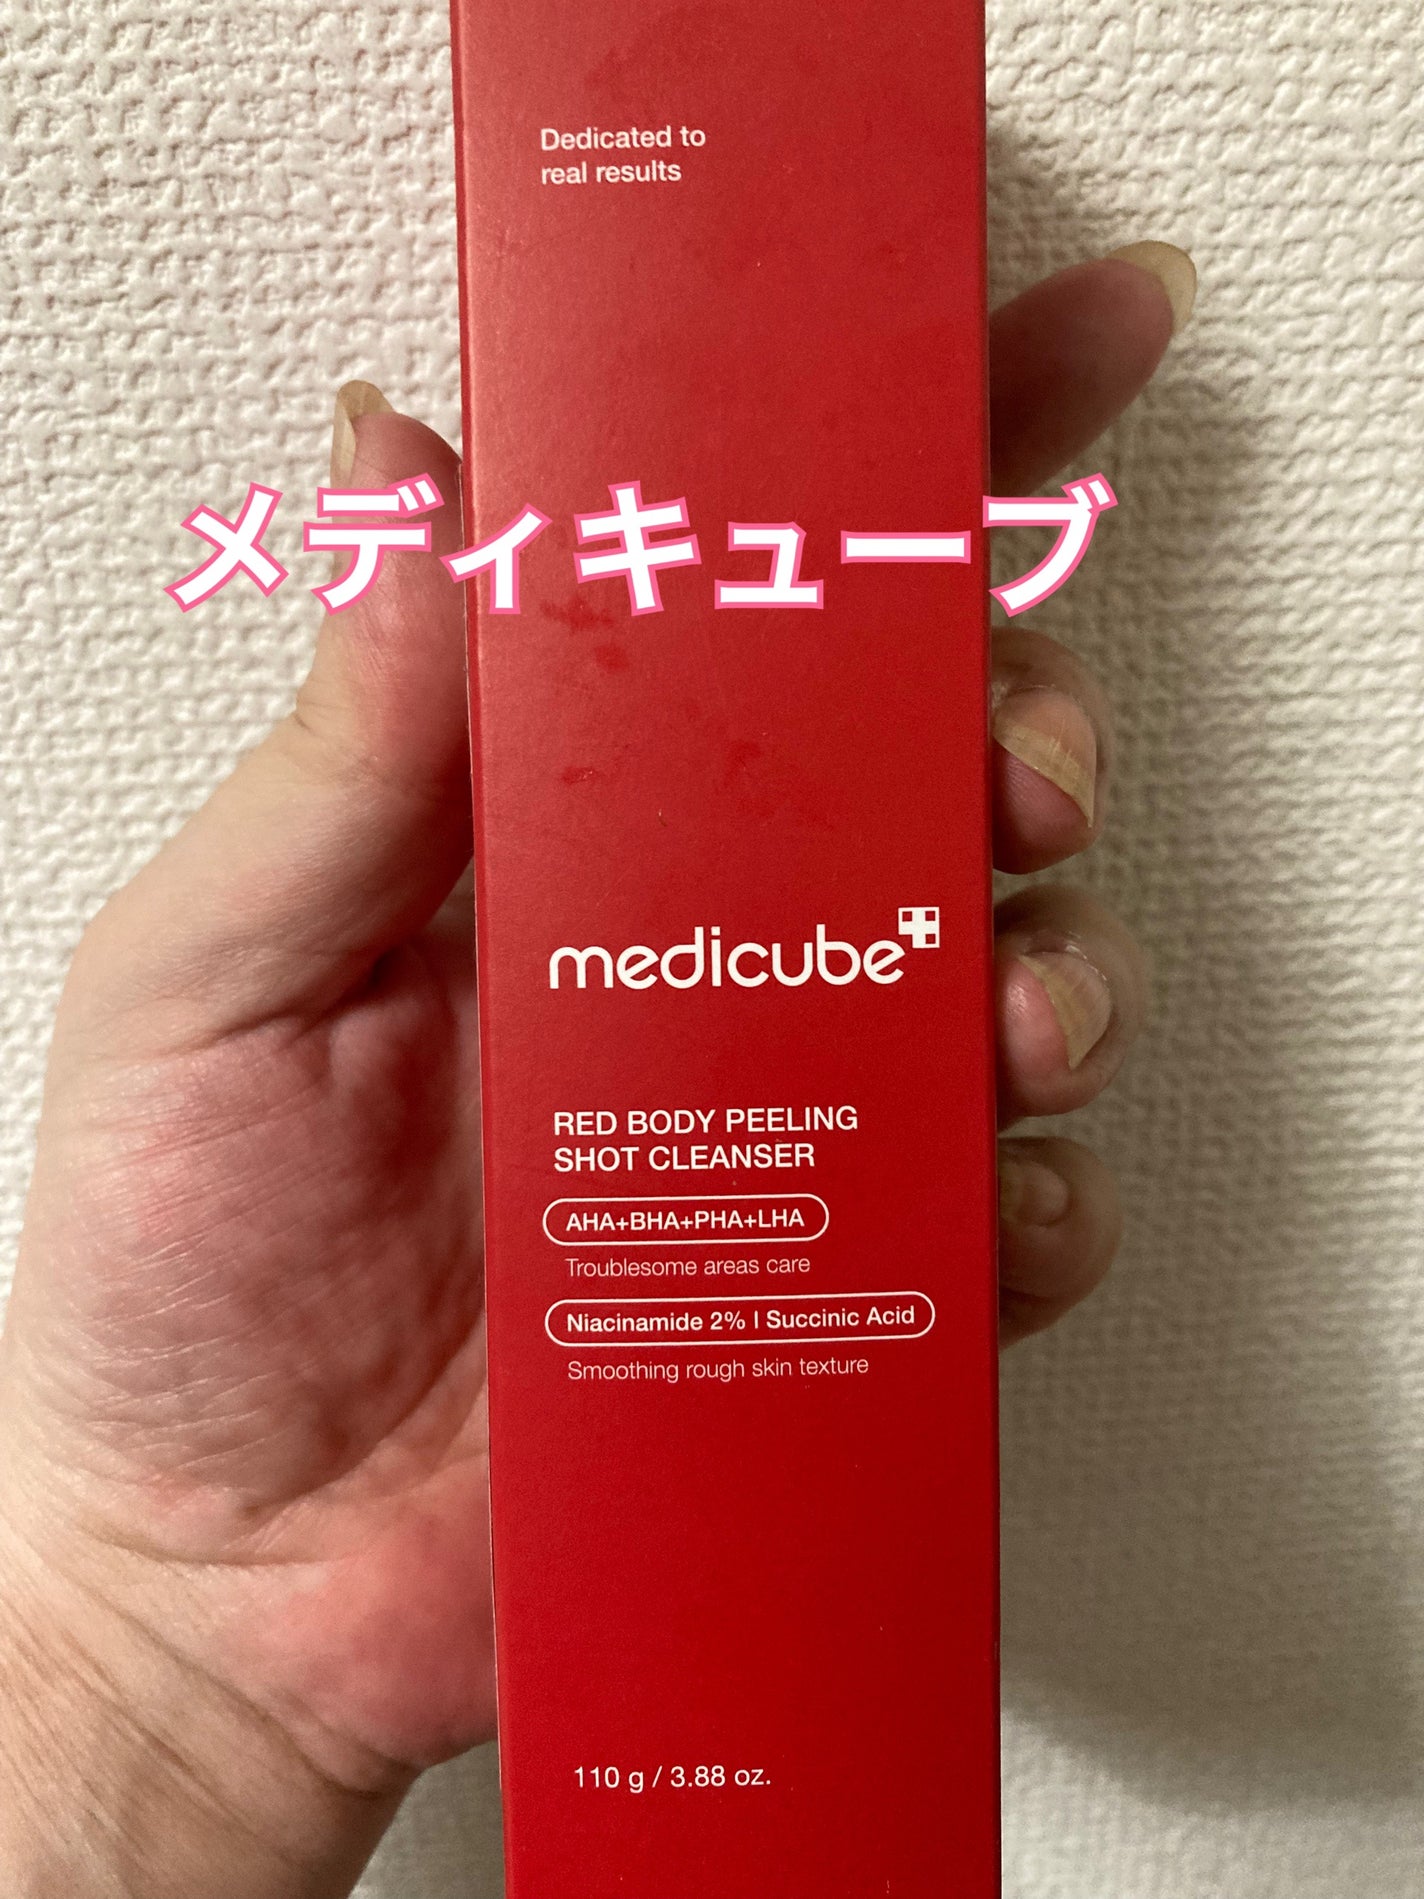 Dedicated to
real results
メディキューブ
medicube
RED BODY PEELING
SHOT CLEANSER
AHA+BHA+PHA+LHA
Troublesome areas care
Niacinamide 2% | Succinic Acid
Smoothing rough skin texture
110 g / 3.88 oz.